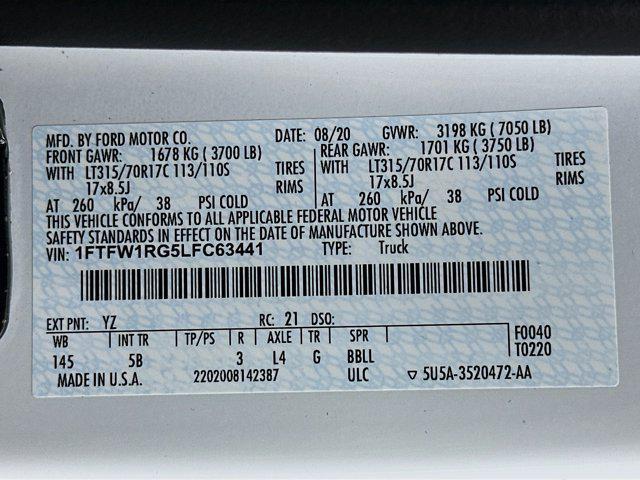 MFD. BY FORD MOTOR CO. DATE: 08/20 GVWR: 3198 KG ( 7050 LB)
FRONT GAWR: 1678 KG ( 3700 LB) REAR GAWR: 1701 KG ( 3750 LB)
WITH LT315/70R17C 113/110S TIRES WITH LT315/70R17C 113/110S TIRES
17x8.5J RIMS 17x8.5J RIMS
AT 260 kPa/ 38 PSI COLD AT 260 kPa/ 38 PSI COLD
THIS VEHICLE CONFORMS TO ALL APPLICABLE FEDERAL MOTOR VEHICLE
SAFETY STANDARDS IN EFFECT ON THE DATE OF MANUFACTURE SHOWN ABOVE.
VIN: 1FTFW1RG5LFC63441 TYPE: Truck
EXT PNT: YZ RC: 21 DSO:
WB INT TR TP/PS R AXLE TR SPR F0040
145 5B 3 L4 G BBLL T0220
MADE IN U.S.A. 2202008142387 ULC ▽ 5U5A-3520472-AA